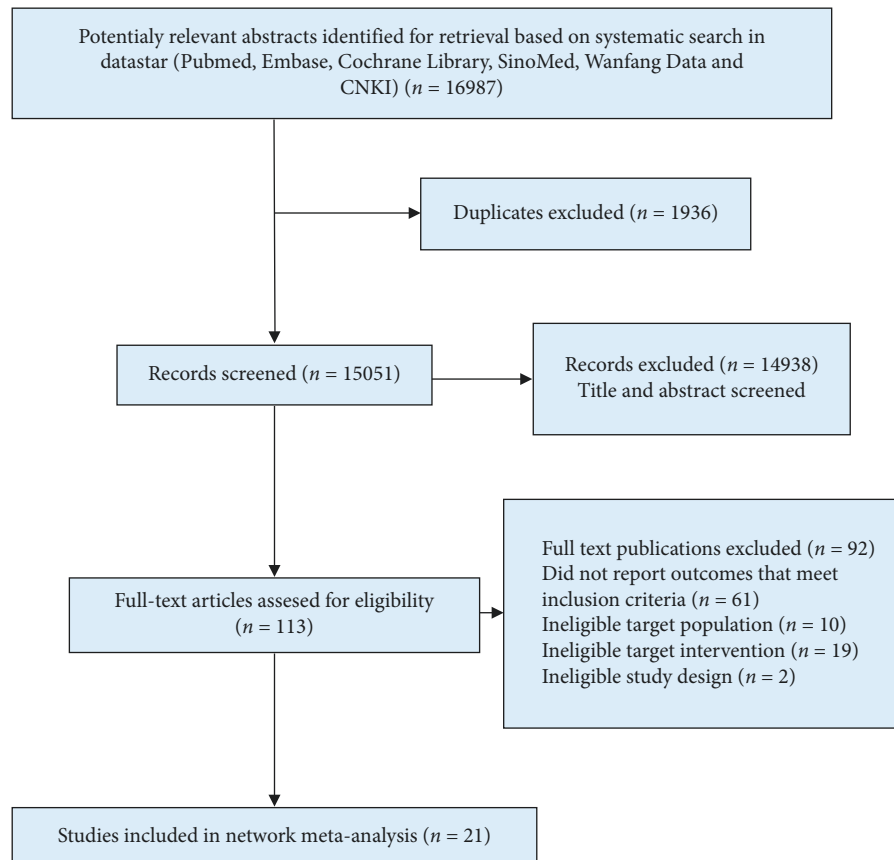 Potentialy relevant abstracts identified for retrieval based on systematic search in
datastar (Pubmed, Embase, Cochrane Library, SinoMed, Wanfang Data and
CNKI) (n = 16987)
Duplicates excluded (n = 1936)
Records screened (n = 15051)
Records excluded (n = 14938)
Title and abstract screened
Full text publications excluded (n = 92)
Did not report outcomes that meet
inclusion criteria (n = 61)
Ineligible target population (n = 10)
Ineligible target intervention (n = 19)
Ineligible study design (n = 2)
Full-text articles assesed for eligibility
(n = 113)
Studies included in network meta-analysis (n = 21)